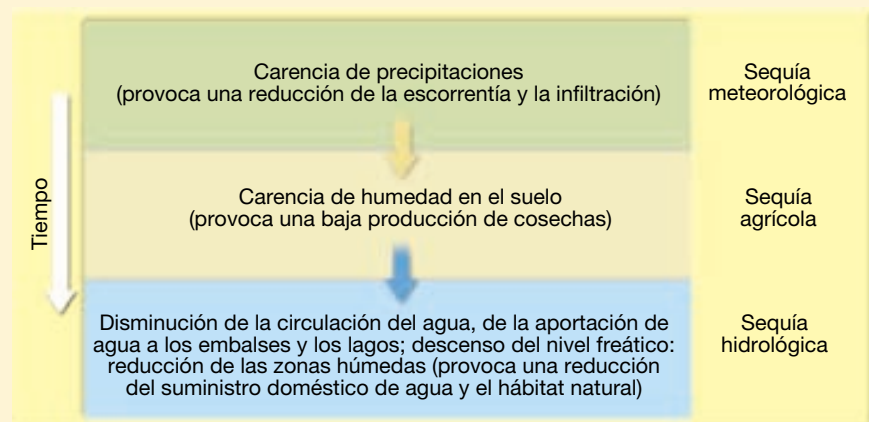 Tiempo
Carencia de precipitaciones
(provoca una reducción de la escorrentía y la infiltración)
Sequía
meteorológica
Carencia de humedad en el suelo
(provoca una baja producción de cosechas)
Sequía
agrícola
Disminución de la circulación del agua, de la aportación de
agua a los embalses y los lagos; descenso del nivel freático:
reducción de las zonas húmedas (provoca una reducción
del suministro doméstico de agua y el hábitat natural)
Sequía
hidrológica